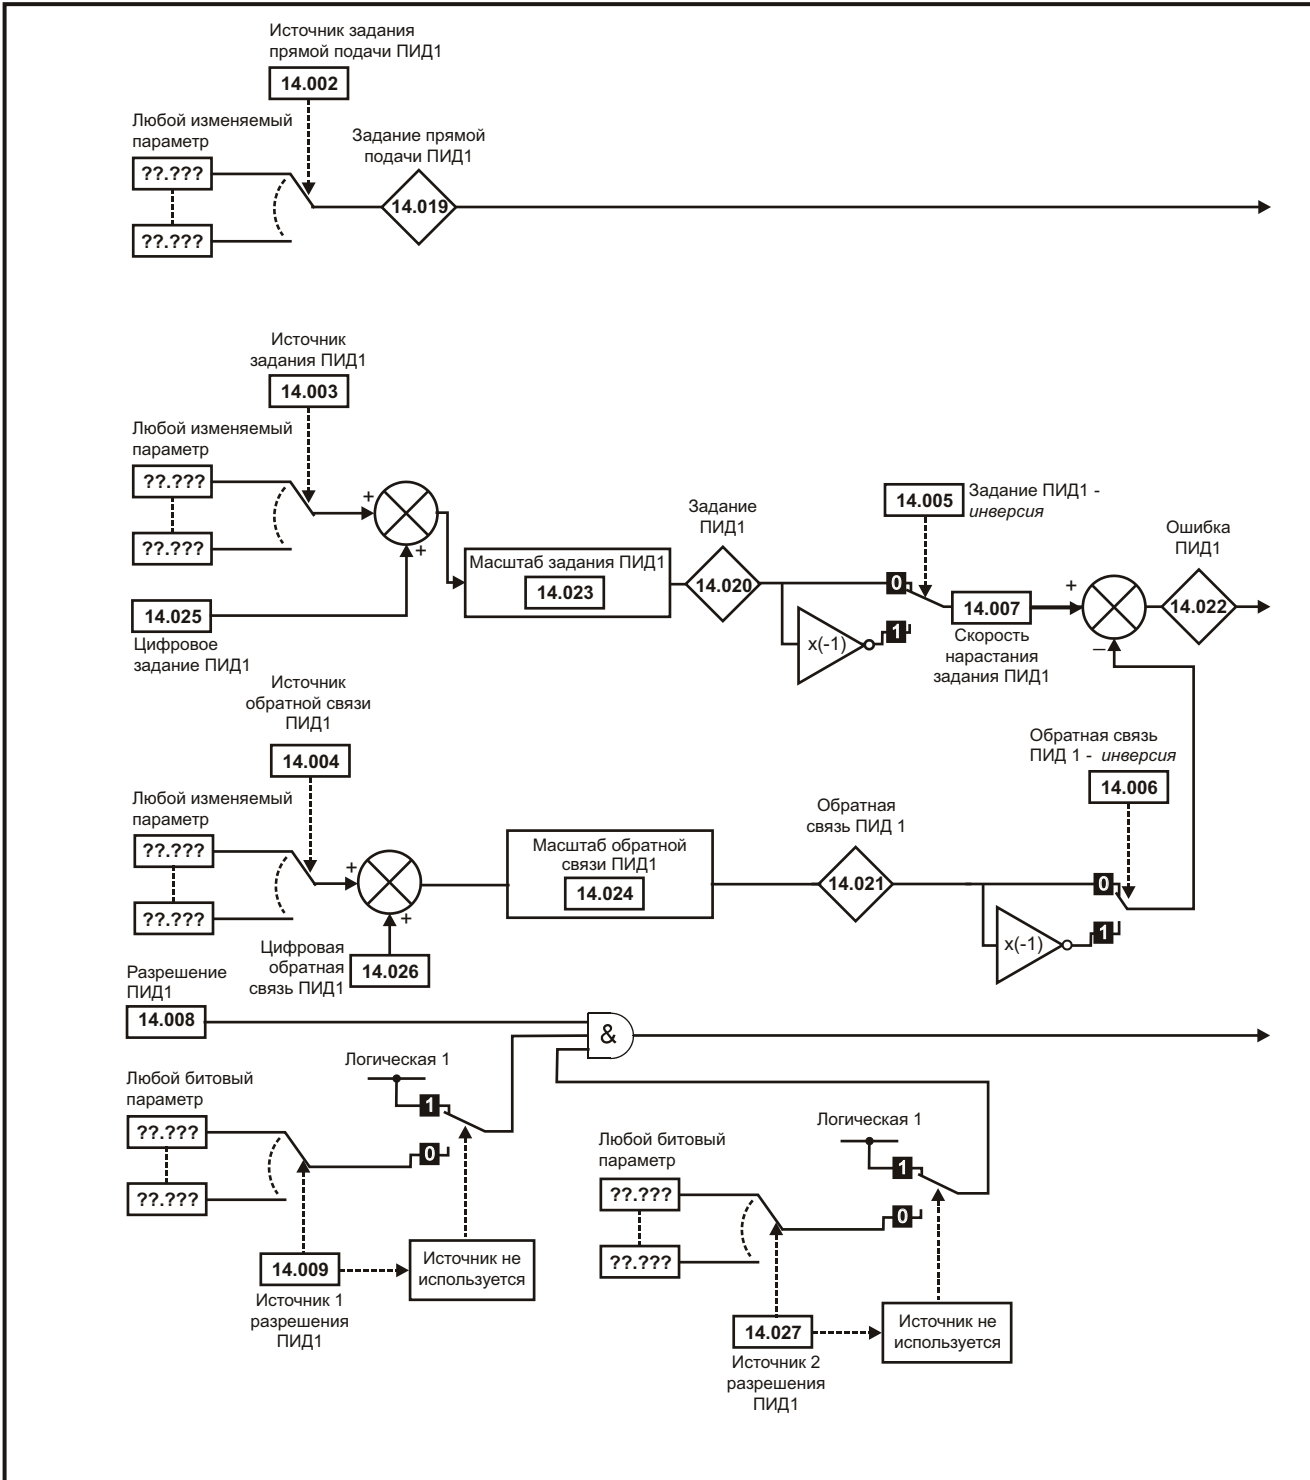 Источник задания
прямой подачи ПИД1
14.002
Любой изменяемый
параметр
??.???
??.???
Задание прямой
подачи ПИД1
14.019
Источник
задания ПИД1
14.003
Любой изменяемый
параметр
??.???
??.???
+
+
14.025
Цифровое
задание ПИД1
Масштаб задания ПИД1
14.023
Задание
ПИД1
14.020
x(-1)
0
1
14.005
Задание ПИД1 -
инверсия
14.007
Скорость
нарастания
задания ПИД1
+
–
Ошибка
ПИД1
14.022
Источник
обратной связи
ПИД1
14.004
Любой изменяемый
параметр
??.???
??.???
+
+
Цифровая
обратная
связь ПИД1
14.026
Масштаб обратной
связи ПИД1
14.024
Обратная
связь ПИД 1
14.021
x(-1)
0
1
Обратная связь
ПИД 1 - инверсия
14.006
Разрешение
ПИД1
14.008
&
Любой битовый
параметр
??.???
??.???
Логическая 1
1
0
14.009
Источник 1
разрешения
ПИД1
Источник не
используется
Любой битовый
параметр
??.???
??.???
Логическая 1
1
0
14.027
Источник 2
разрешения
ПИД1
Источник не
используется